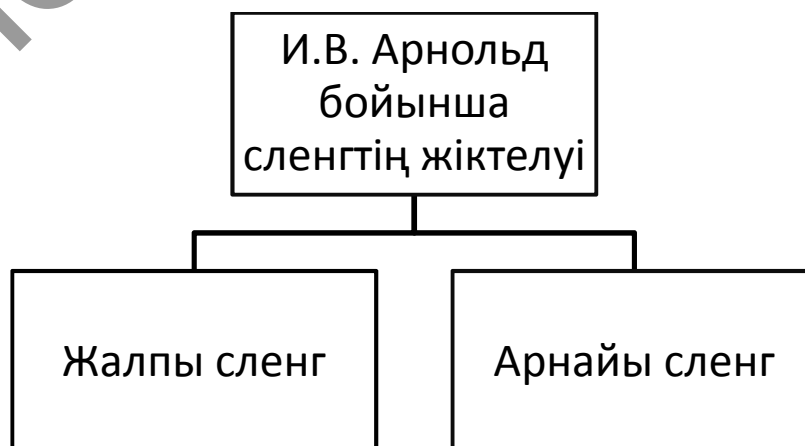 И.В. Арнольд
бойынша
сленгтің жіктелуі
Жалпы сленг
Арнайы сленг